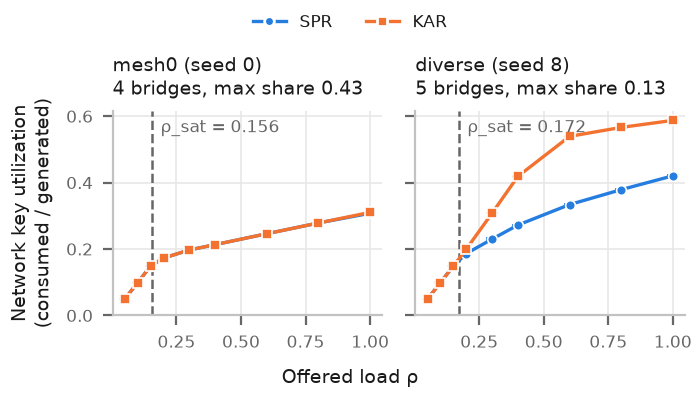 SPR KAR
mesh0 (seed 0)
4 bridges, max share 0.43
diverse (seed 8)
5 bridges, max share 0.13
Network key utilization
(consumed / generated)
0.6
0.4
0.2
0.0
ρ_sat = 0.156
ρ_sat = 0.172
0.25 0.50 0.75 1.00
0.25 0.50 0.75 1.00
Offered load ρ